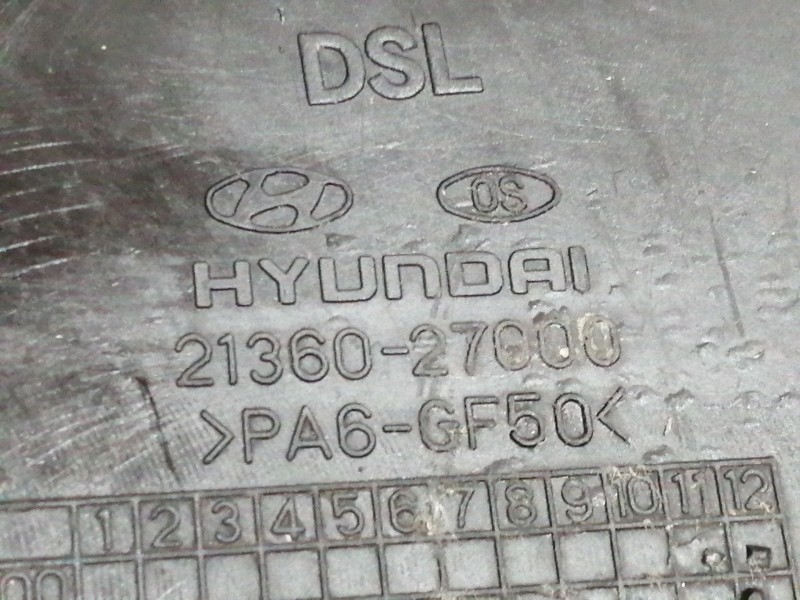 DSL
OS
HYUNDAI
21360-27000
>PA6-GF50<
1 2 3 4 5 6 7 8 9 10 11 12
00